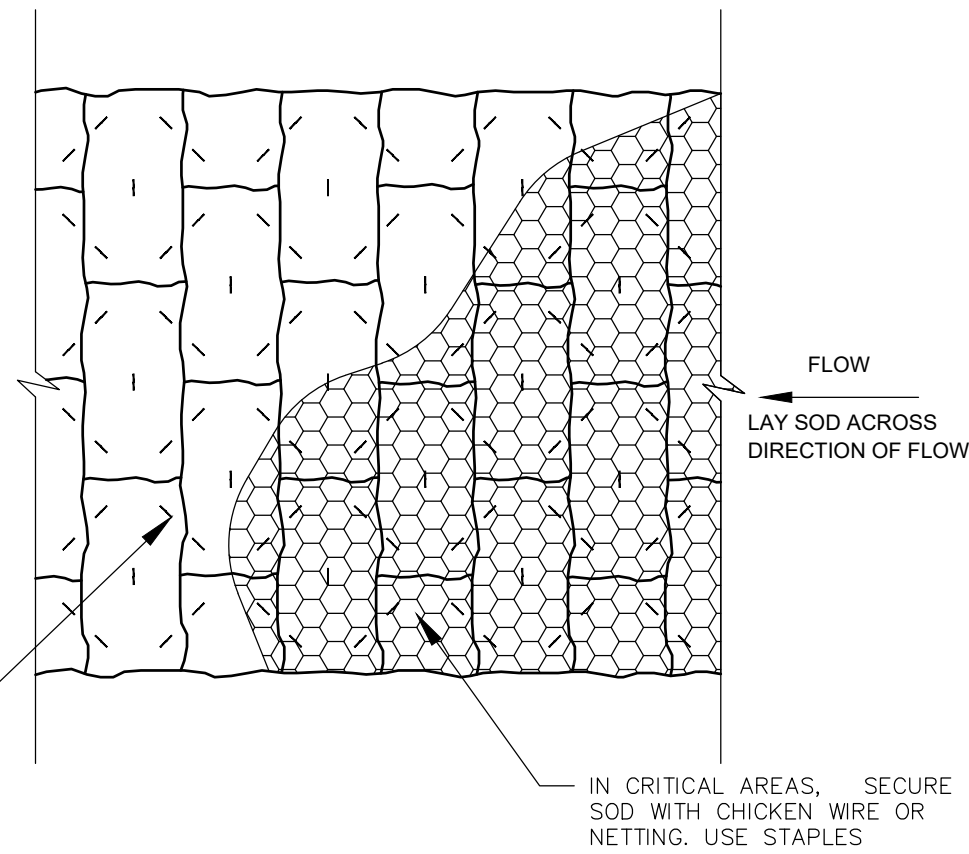 FLOW
LAY SOD ACROSS
DIRECTION OF FLOW
IN CRITICAL AREAS, SECURE
SOD WITH CHICKEN WIRE OR
NETTING. USE STAPLES